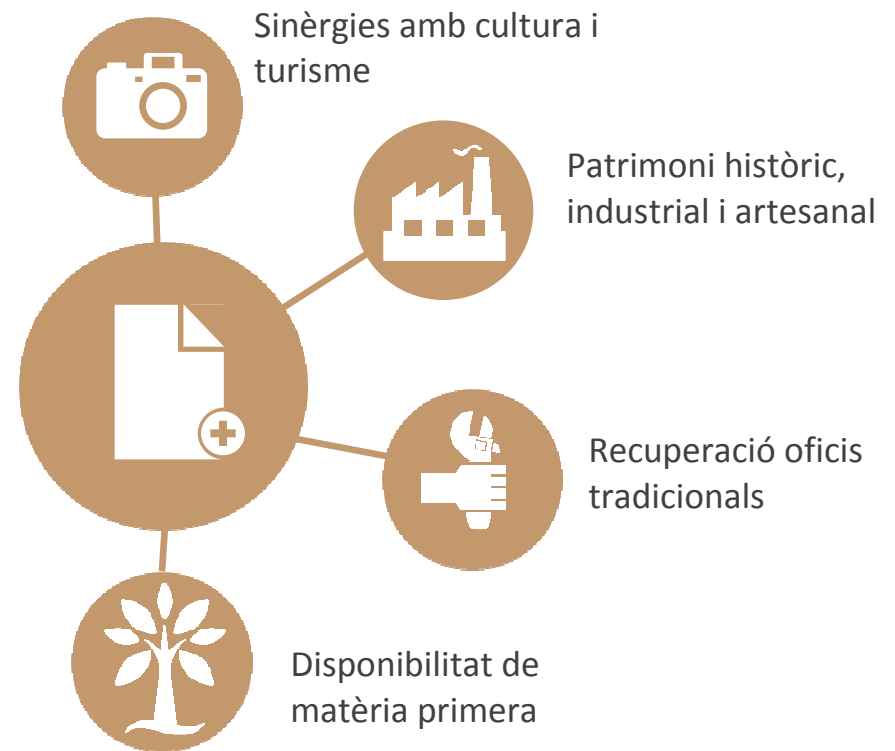 Sinèrgies amb cultura i
turisme
Patrimoni històric,
industrial i artesanal
Recuperació oficis
tradicionals
Disponibilitat de
matèria primera